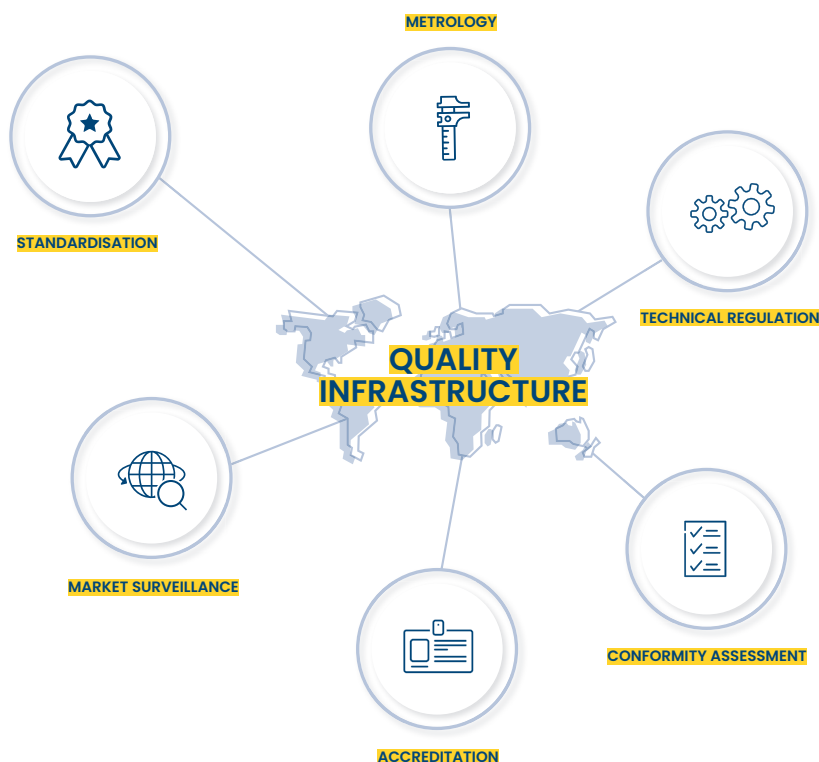 METROLOGY
STANDARDISATION
TECHNICAL REGULATION
QUALITY
INFRASTRUCTURE
MARKET SURVEILLANCE
CONFORMITY ASSESSMENT
ACCREDITATION